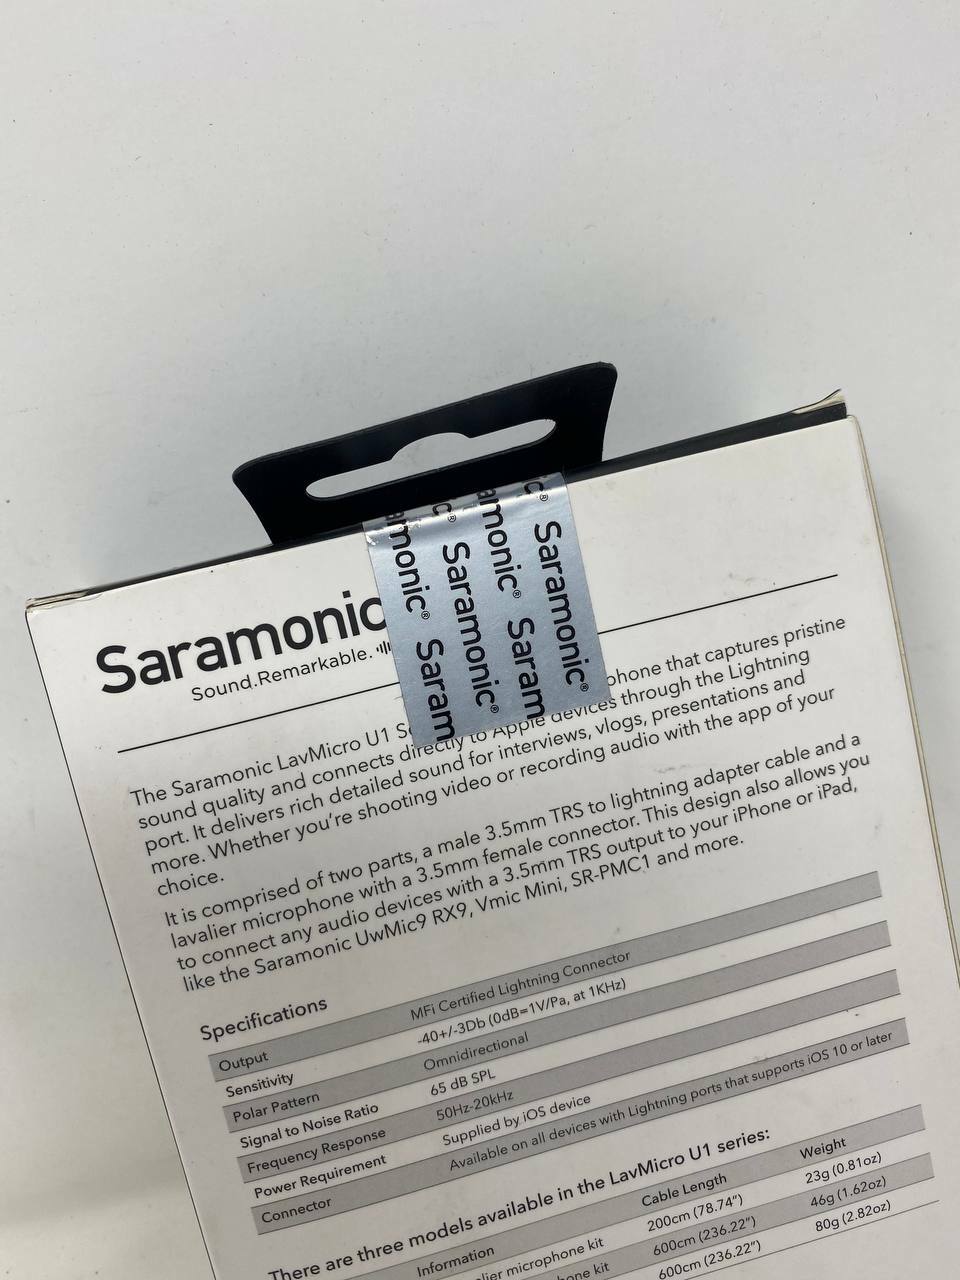 Saramonic
Sound.Remarkable.
amonic® Saram
c® Saramonic®
amonic® Saram
c® Saramonic®
The Saramonic LavMicro U1 phone that captures pristine
sound quality and connects directly to Apple devices through the Lightning
port. It delivers rich detailed sound for interviews, vlogs, presentations and
more. Whether you're shooting video or recording audio with the app of your
choice.
It is comprised of two parts, a male 3.5mm TRS to lightning adapter cable and a
lavalier microphone with a 3.5mm female connector. This design also allows you
to connect any audio devices with a 3.5mm TRS output to your iPhone or iPad,
like the Saramonic UwMic9 RX9, Vmic Mini, SR-PMC1 and more.
Specifications
Output MFi Certified Lightning Connector
Sensitivity -40+/-3Db (0dB=1V/Pa, at 1KHz)
Polar Pattern Omnidirectional
Signal to Noise Ratio 65 dB SPL
Frequency Response 50Hz-20kHz
Power Requirement Supplied by iOS device
Connector Available on all devices with Lightning ports that supports iOS 10 or later
There are three models available in the LavMicro U1 series:
Information Cable Length Weight
lier microphone kit 200cm (78.74") 23g (0.81oz)
hone kit 600cm (236.22") 46g (1.62oz)
600cm (236.22") 80g (2.82oz)